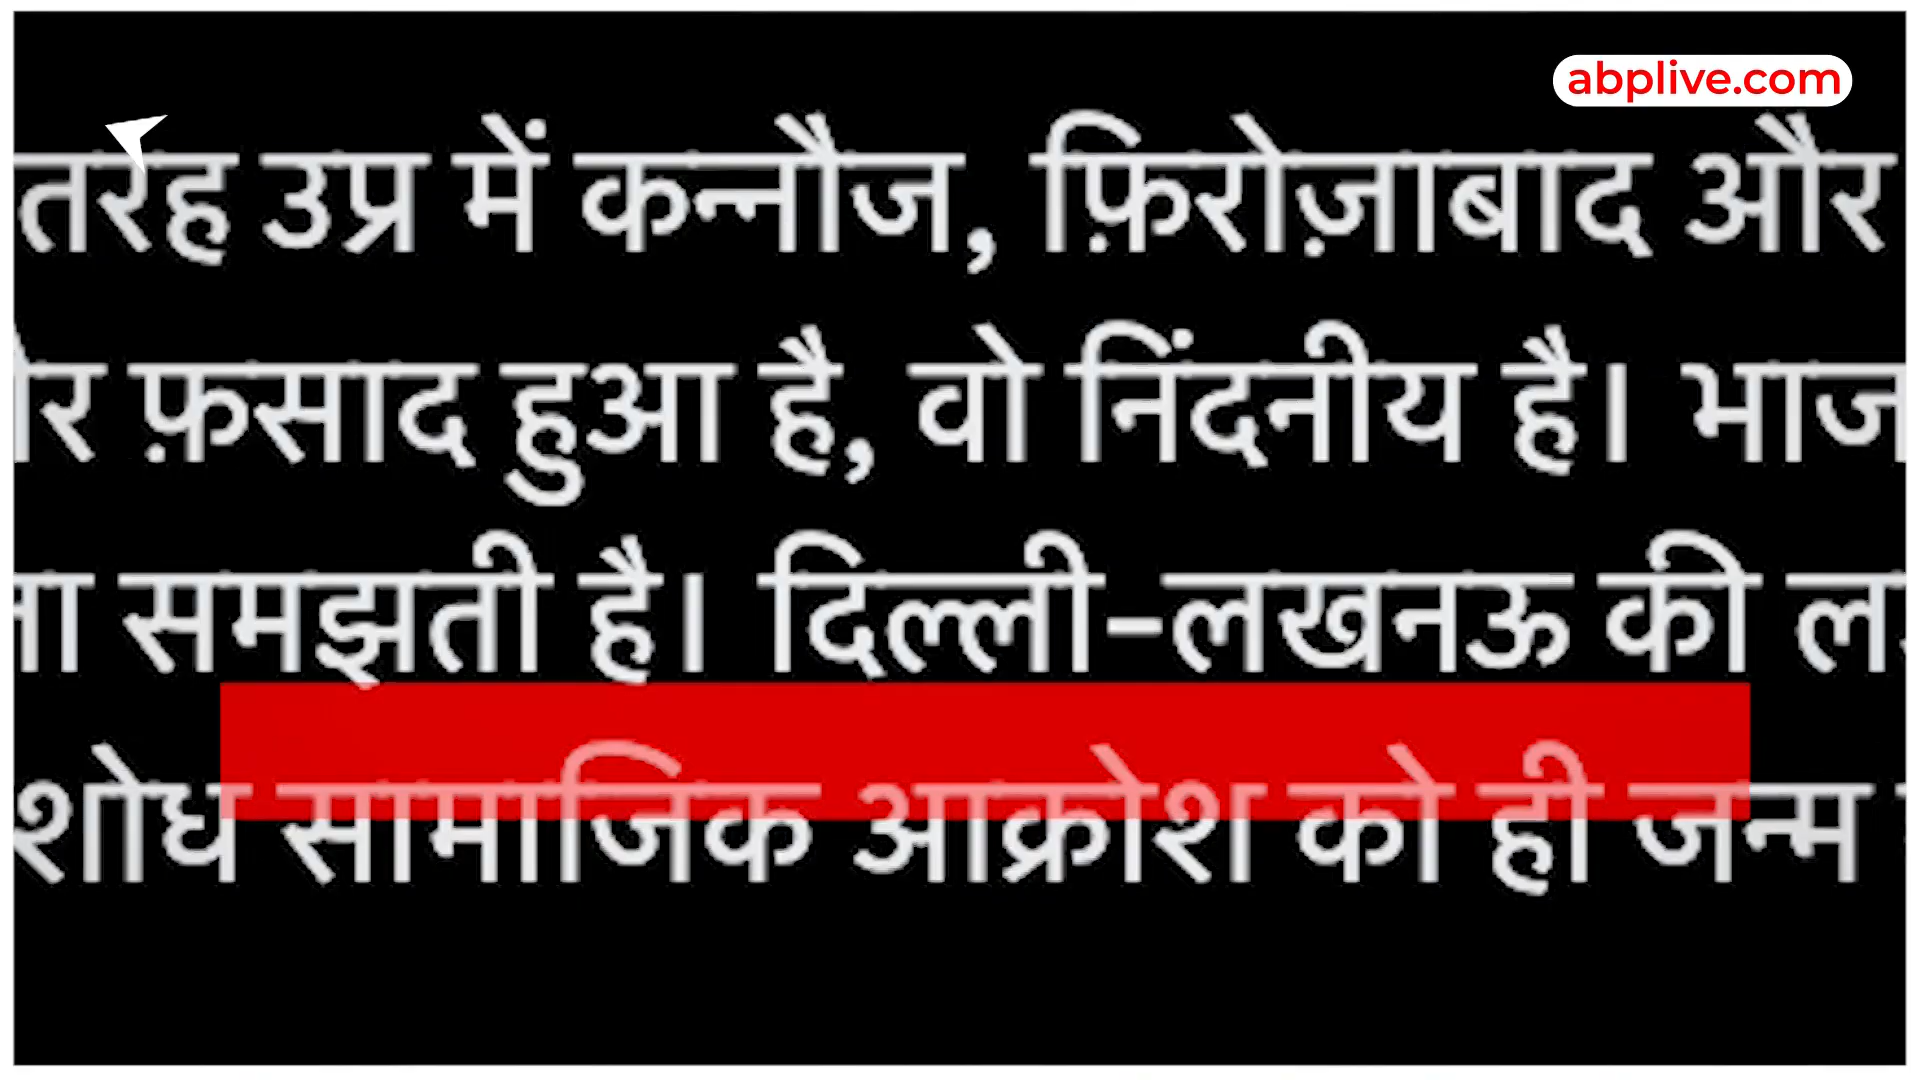 abplive.com
तरह उप्र में कन्नौज, फ़िरोज़ाबाद और
फ़साद हुआ है, वो निंदनीय है। भाज
समझती है। दिल्ली-लखनऊ की
शोध सामाजिक आक्रोश को ही जन्म